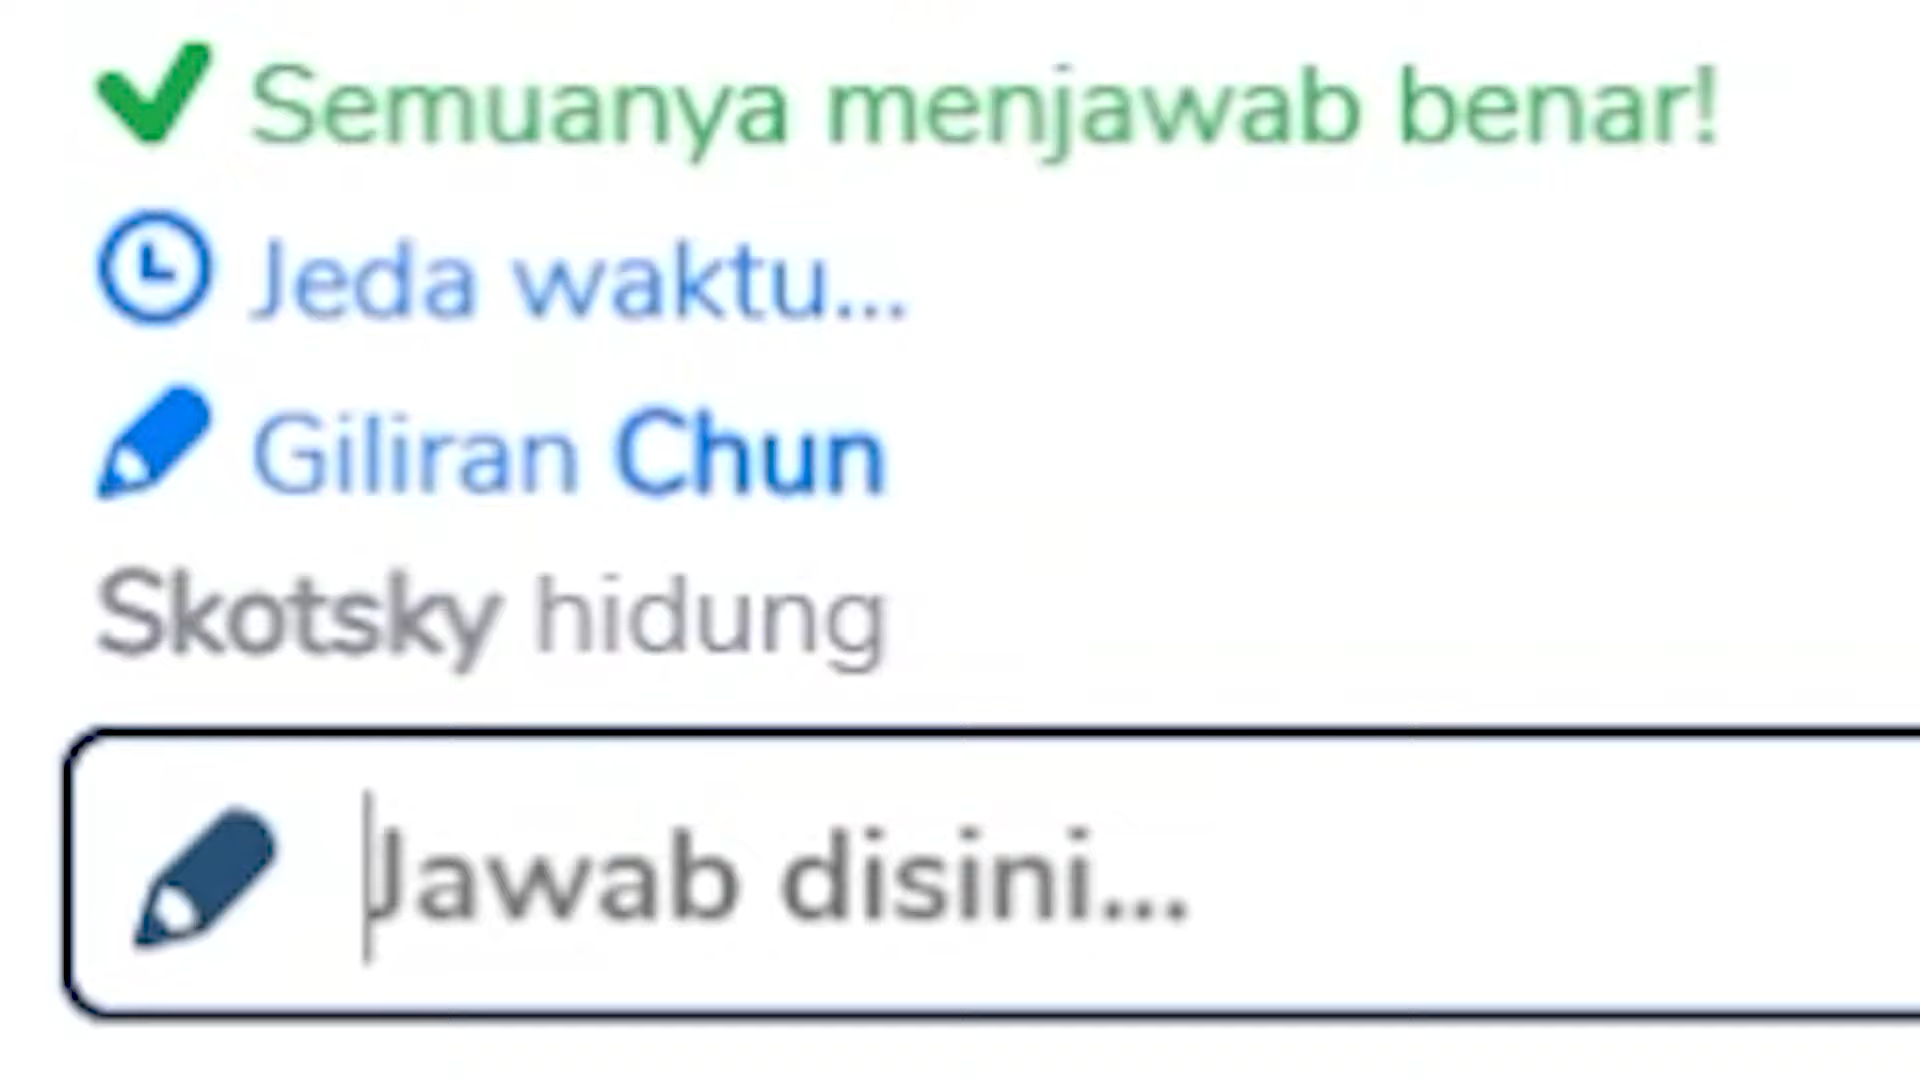 Semuanya menjawab benar!
Jeda waktu...
Giliran Chun
Skotsky hidung
Jawab disini...